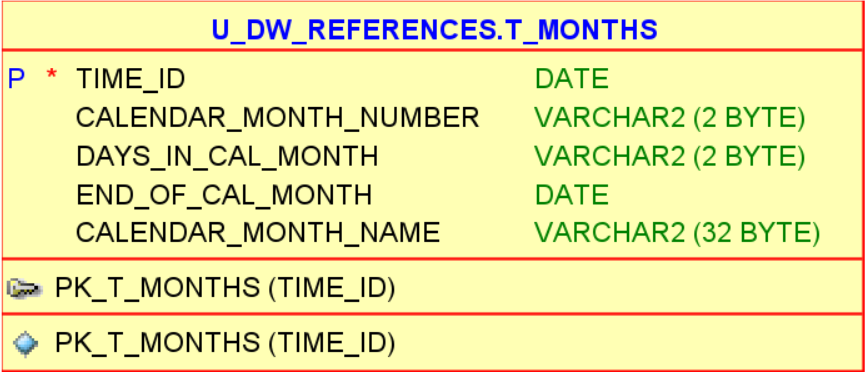 U_DW_REFERENCES.T_MONTHS
P * TIME_ID DATE
CALENDAR_MONTH_NUMBER VARCHAR2 (2 BYTE)
DAYS_IN_CAL_MONTH VARCHAR2 (2 BYTE)
END_OF_CAL_MONTH DATE
CALENDAR_MONTH_NAME VARCHAR2 (32 BYTE)
PK_T_MONTHS (TIME_ID)
PK_T_MONTHS (TIME_ID)